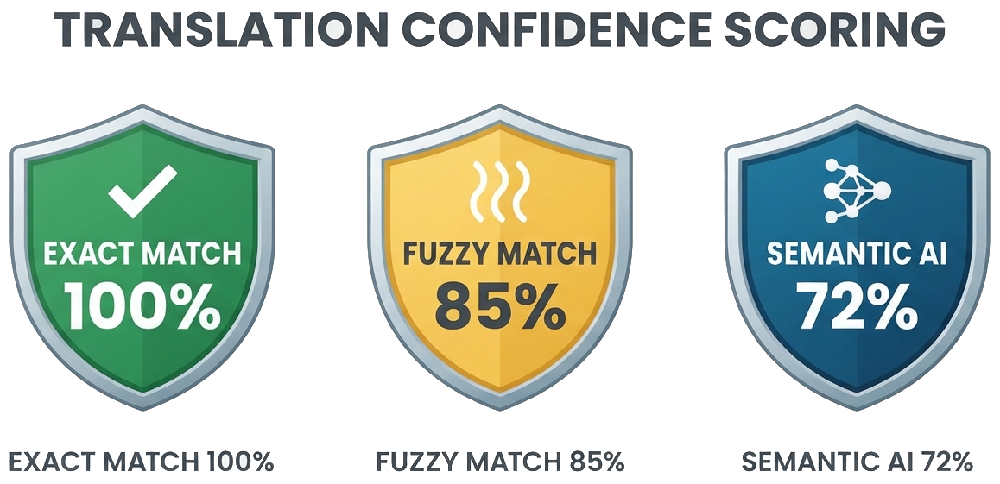 TRANSLATION CONFIDENCE SCORING
EXACT MATCH
100%
FUZZY MATCH
85%
SEMANTIC AI
72%
EXACT MATCH 100%
FUZZY MATCH 85%
SEMANTIC AI 72%